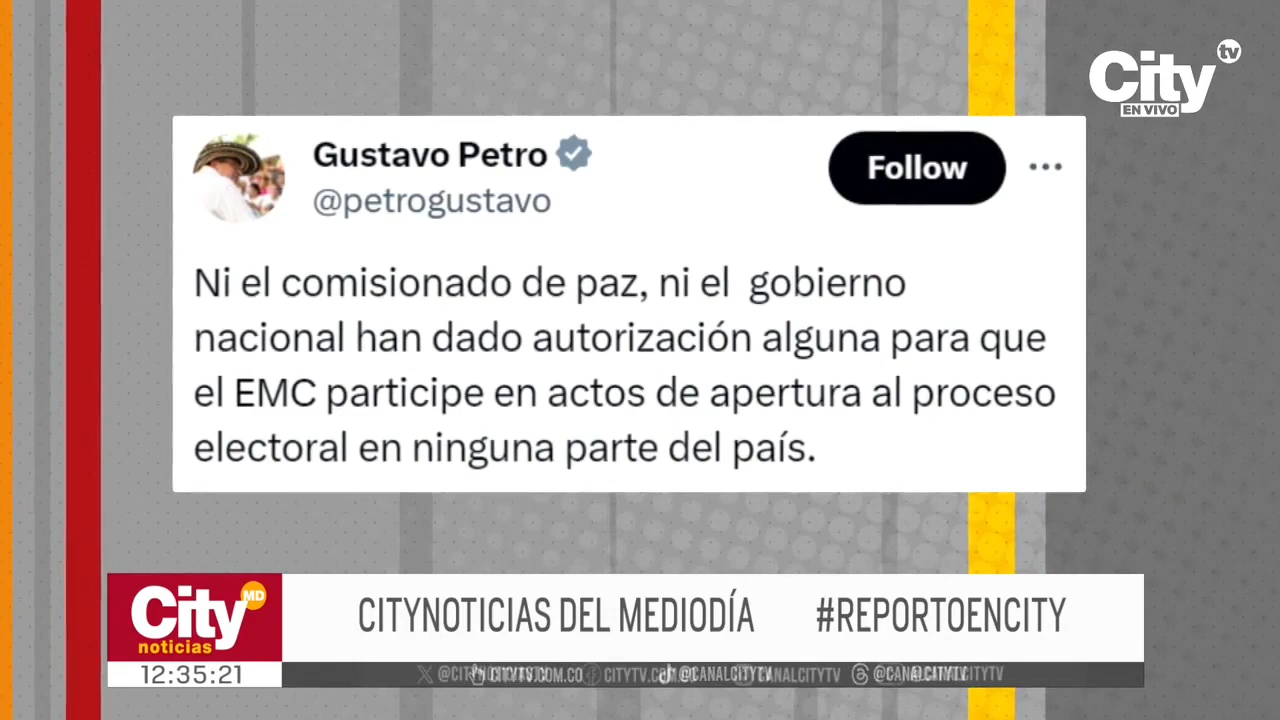 City tv
EN VIVO
Gustavo Petro
@petrogustavo
Follow
Ni el comisionado de paz, ni el gobierno
nacional han dado autorización alguna para que
el EMC participe en actos de apertura al proceso
electoral en ninguna parte del país.
City MD
noticias
CITYNOTICIAS DEL MEDIODÍA #REPORTOENCITY
12:35:21
@CANALCITYTV